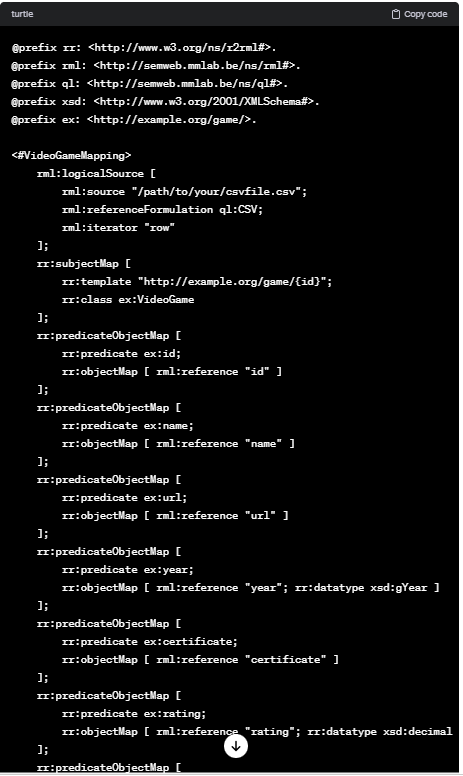 turtle
Copy code
@prefix rr: <http://www.w3.org/ns/r2rml#>.
@prefix rml: <http://semweb.mmlab.be/ns/rml#>.
@prefix ql: <http://semweb.mmlab.be/ns/ql#>.
@prefix xsd: <http://www.w3.org/2001/XMLSchema#>.
@prefix ex: <http://example.org/game/>.

<#VideoGameMapping>
    rml:logicalSource [
        rml:source "/path/to/your/csvfile.csv";
        rml:referenceFormulation ql:CSV;
        rml:iterator "row"
    ];
    rr:subjectMap [
        rr:template "http://example.org/game/{id}";
        rr:class ex:VideoGame
    ];
    rr:predicateObjectMap [
        rr:predicate ex:id;
        rr:objectMap [ rml:reference "id" ]
    ];
    rr:predicateObjectMap [
        rr:predicate ex:name;
        rr:objectMap [ rml:reference "name" ]
    ];
    rr:predicateObjectMap [
        rr:predicate ex:url;
        rr:objectMap [ rml:reference "url" ]
    ];
    rr:predicateObjectMap [
        rr:predicate ex:year;
        rr:objectMap [ rml:reference "year"; rr:datatype xsd:gYear ]
    ];
    rr:predicateObjectMap [
        rr:predicate ex:certificate;
        rr:objectMap [ rml:reference "certificate" ]
    ];
    rr:predicateObjectMap [
        rr:predicate ex:rating;
        rr:objectMap [ rml:reference "rating"; rr:datatype xsd:decimal
    ];
    rr:predicateObjectMap [